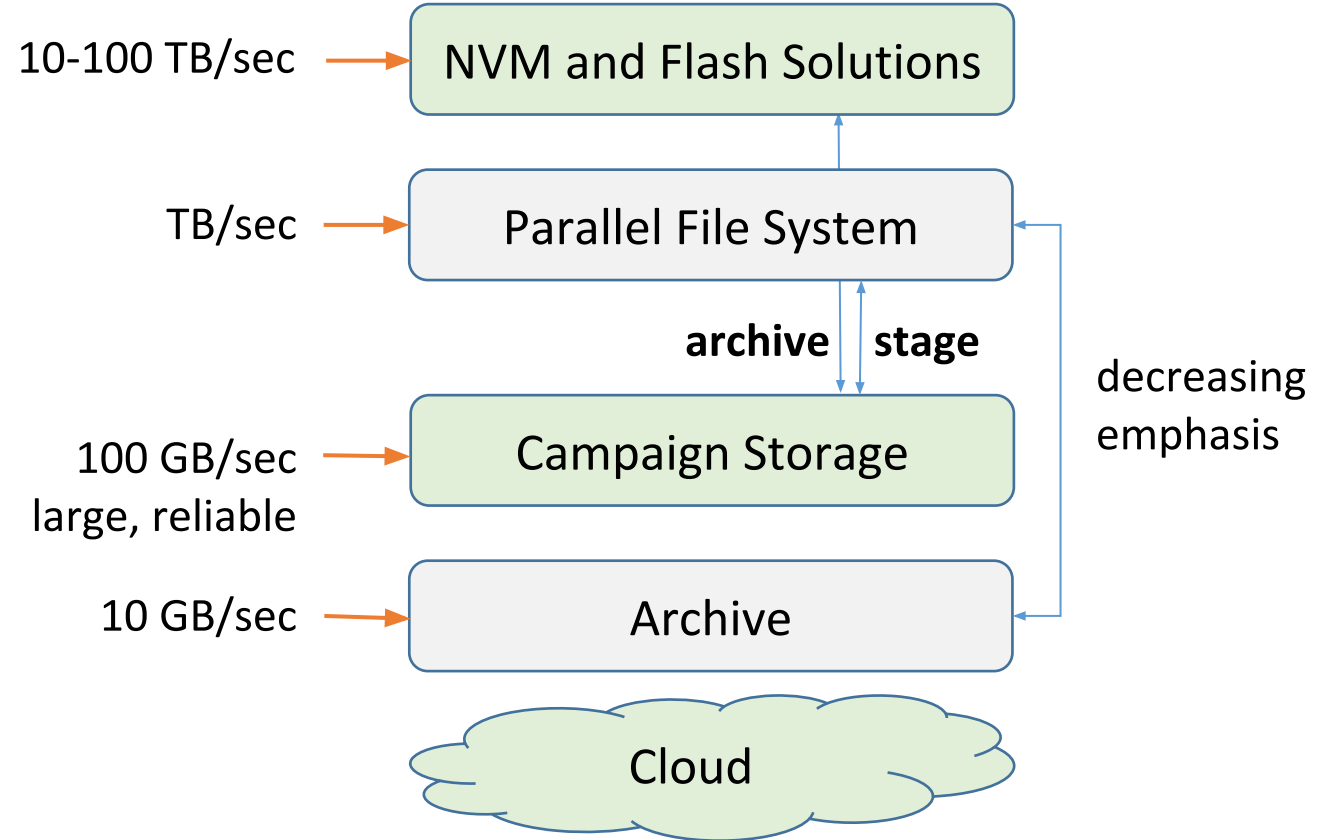 10-100 TB/sec
NVM and Flash Solutions
TB/sec
Parallel File System
archive
stage
decreasing
emphasis
100 GB/sec
large, reliable
Campaign Storage
10 GB/sec
Archive
Cloud